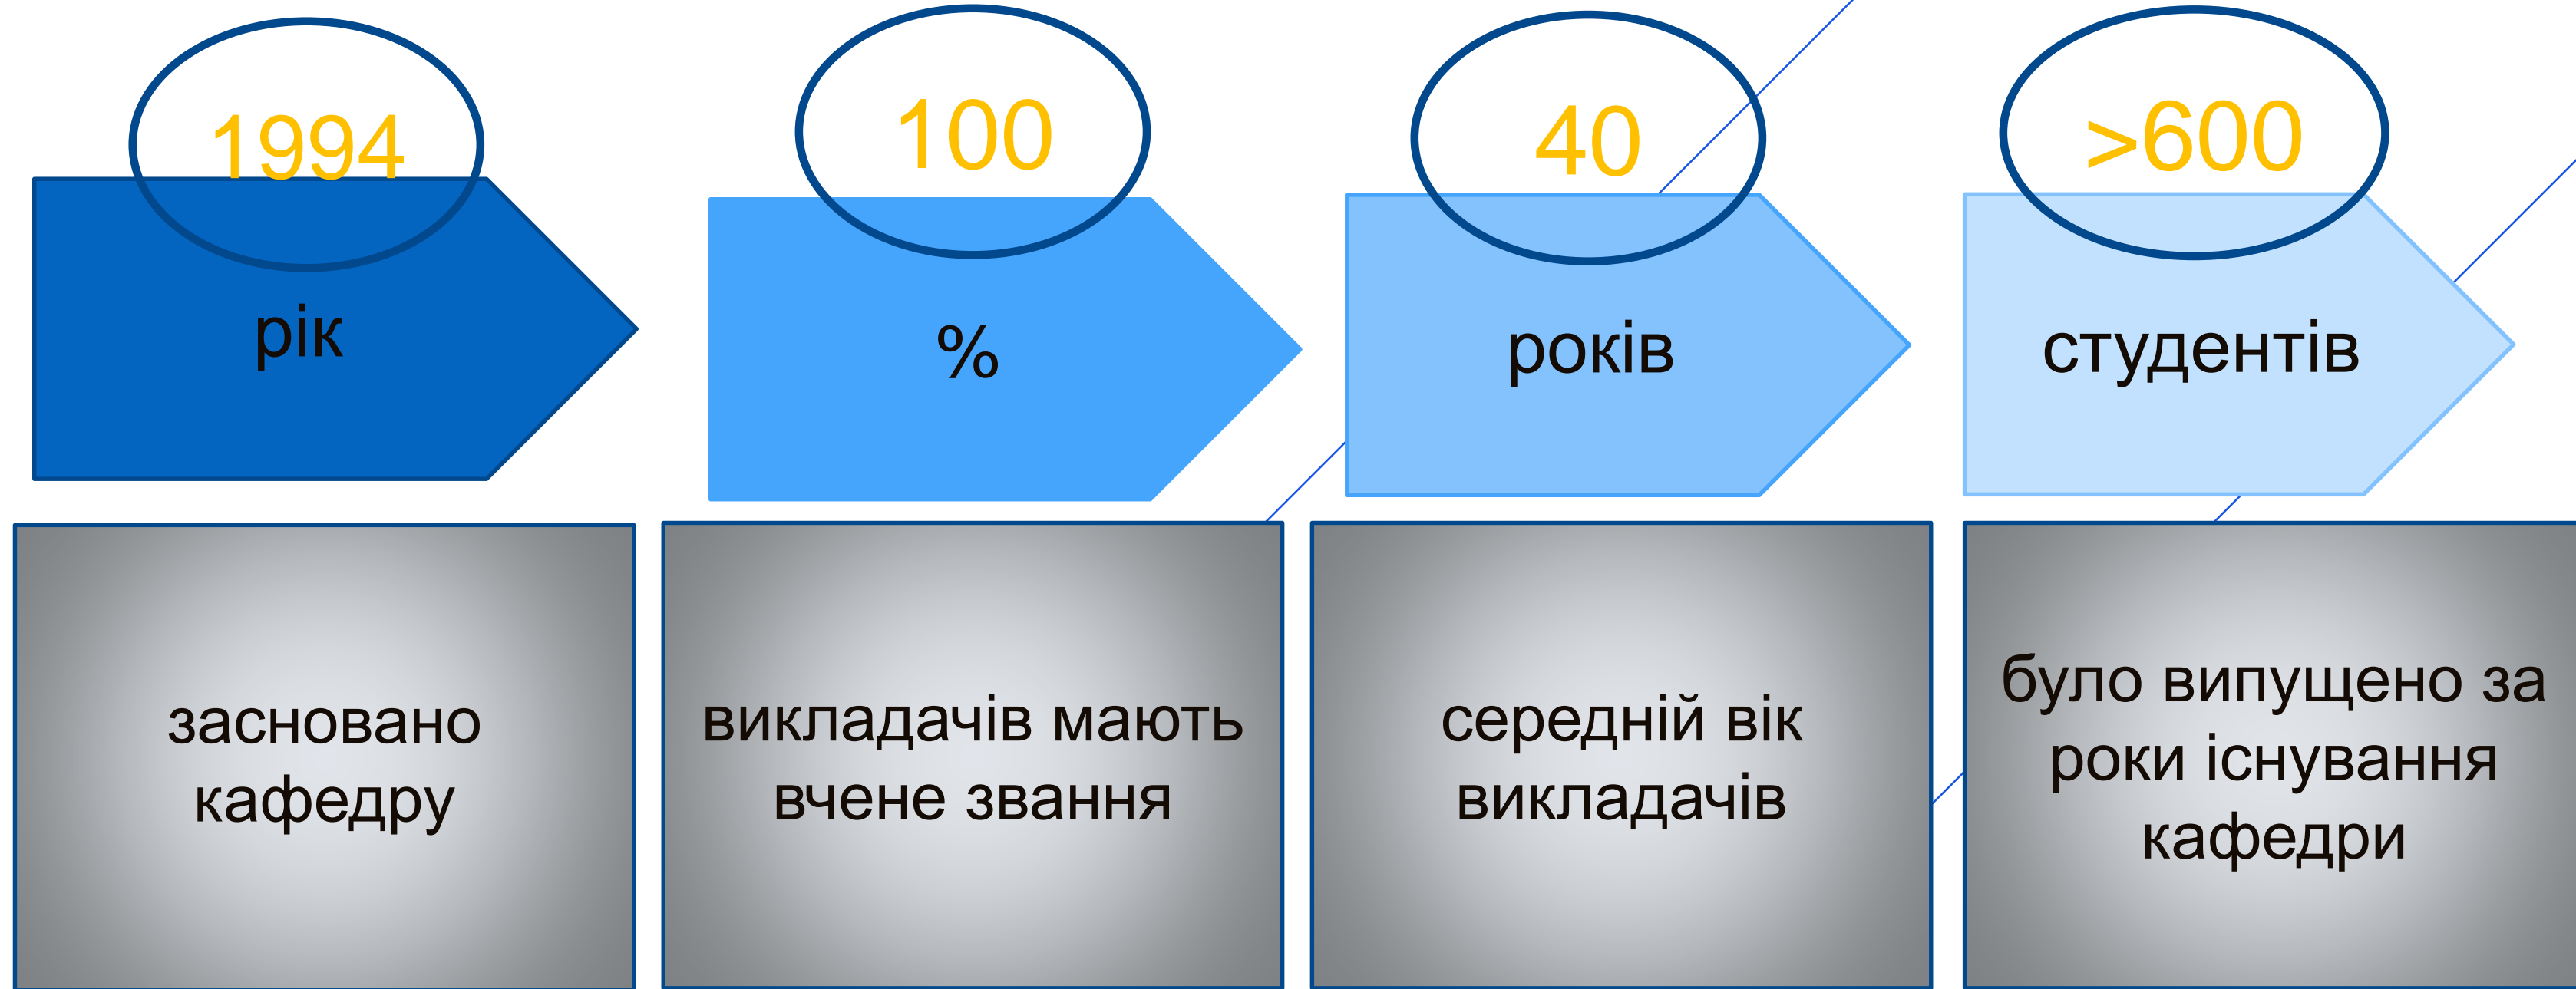 1994
рік
засновано
кафедру
100
%
викладачів мають
вчене звання
40
років
середній вік
викладачів
>600
студентів
було випущено за
роки існування
кафедри